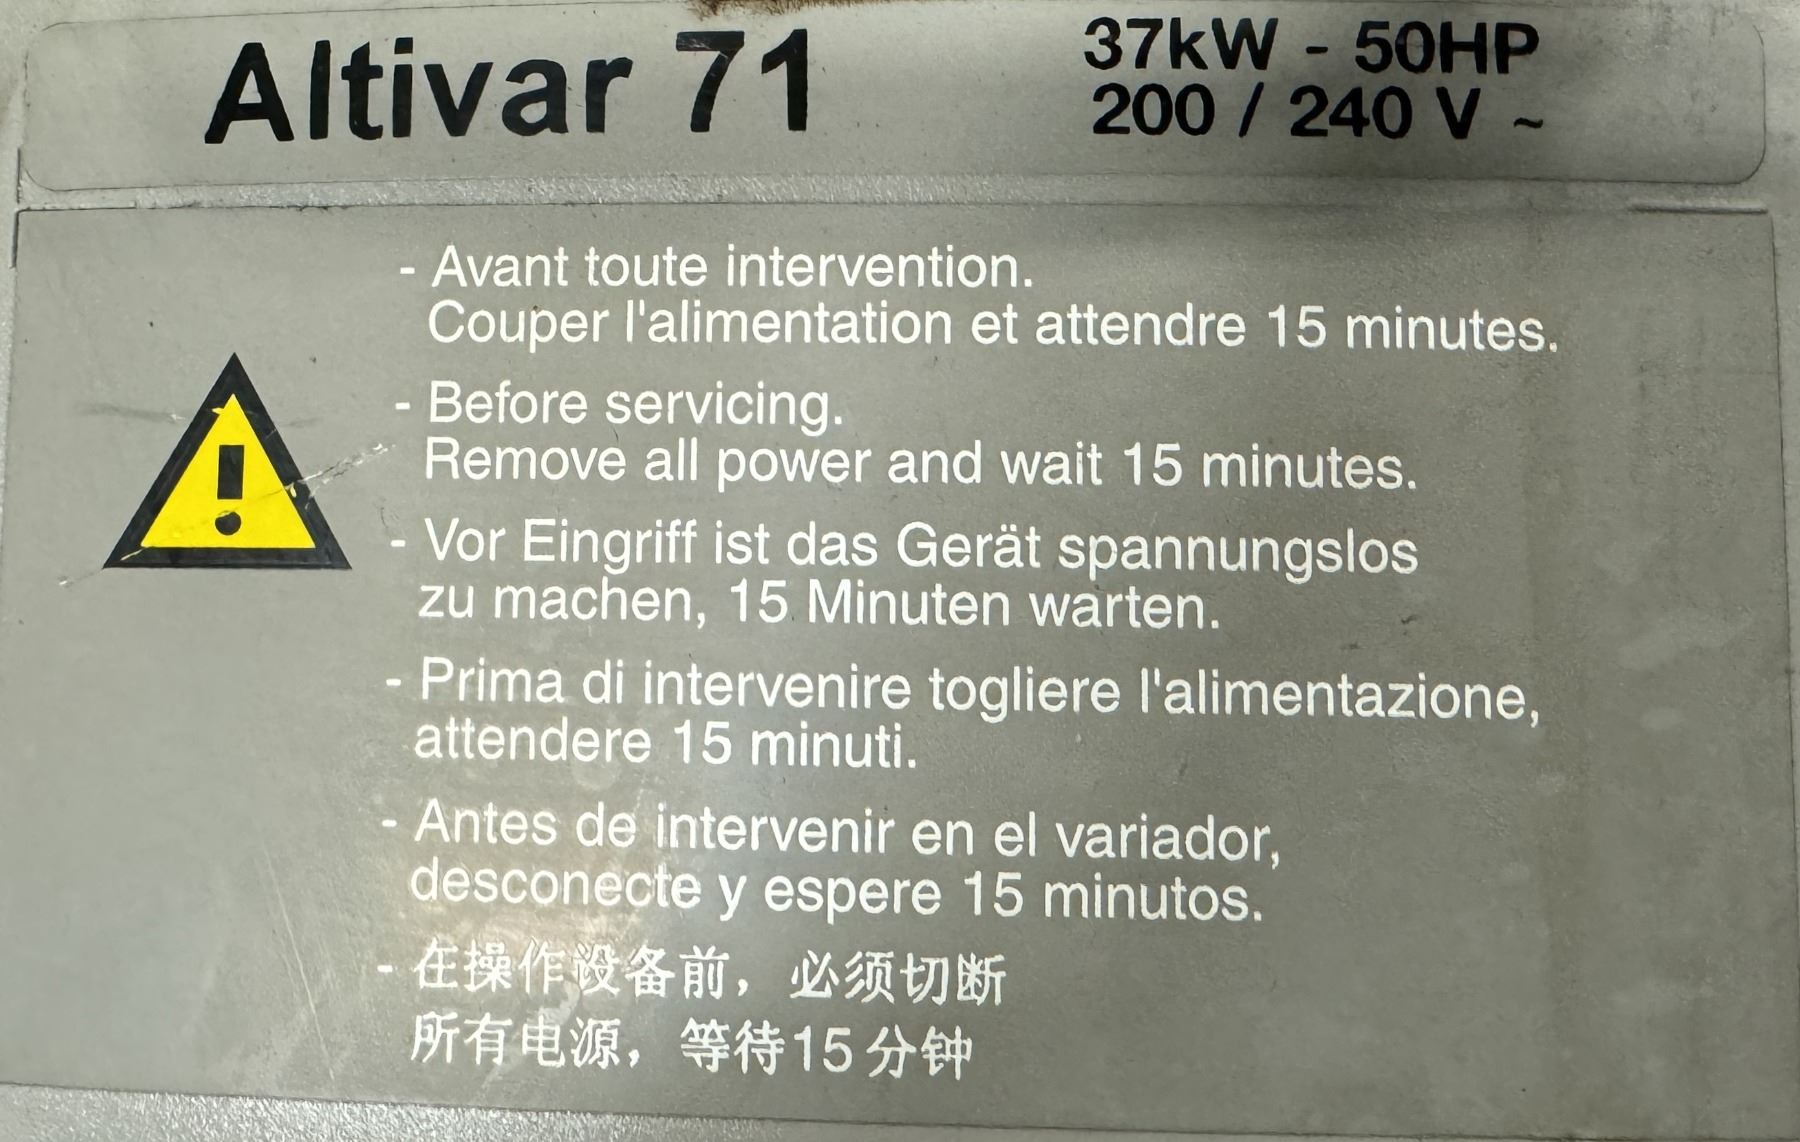 Altivar 71
37kW - 50HP
200 / 240 V ~
- Avant toute intervention.
Couper l'alimentation et attendre 15 minutes.
- Before servicing.
Remove all power and wait 15 minutes.
- Vor Eingriff ist das Gerät spannungslos
zu machen, 15 Minuten warten.
- Prima di intervenire togliere l'alimentazione,
attendere 15 minuti.
- Antes de intervenir en el variador,
desconecte y espere 15 minutos.
- 在操作设备前，必须切断
所有电源，等待15分钟